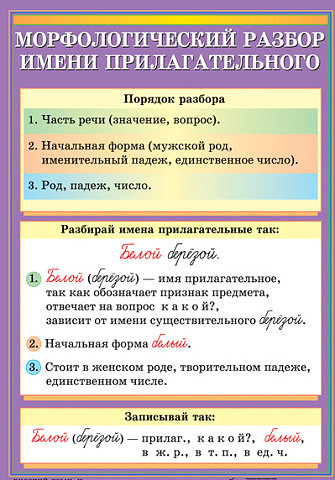 МОРФОЛОГИЧЕСКИЙ РАЗБОР
ИМЕНИ ПРИЛАГАТЕЛЬНОГО
Порядок разбора
1. Часть речи (значение, вопрос).
2. Начальная форма (мужской род,
именительный падеж, единственное число).
3. Род, падеж, число.
Разбирай имена прилагательные так:
Белой берёзой.
1. Белой (берёзой) — имя прилагательное,
так как обозначает признак предмета,
отвечает на вопрос к а к о й?,
зависит от имени существительного берёзой.
2. Начальная форма белый.
3. Стоит в женском роде, творительном падеже,
единственном числе.
Записывай так:
Белой (берёзой) — прилаг., к а к о й?, белый,
в ж. р., в т. п., в ед. ч.